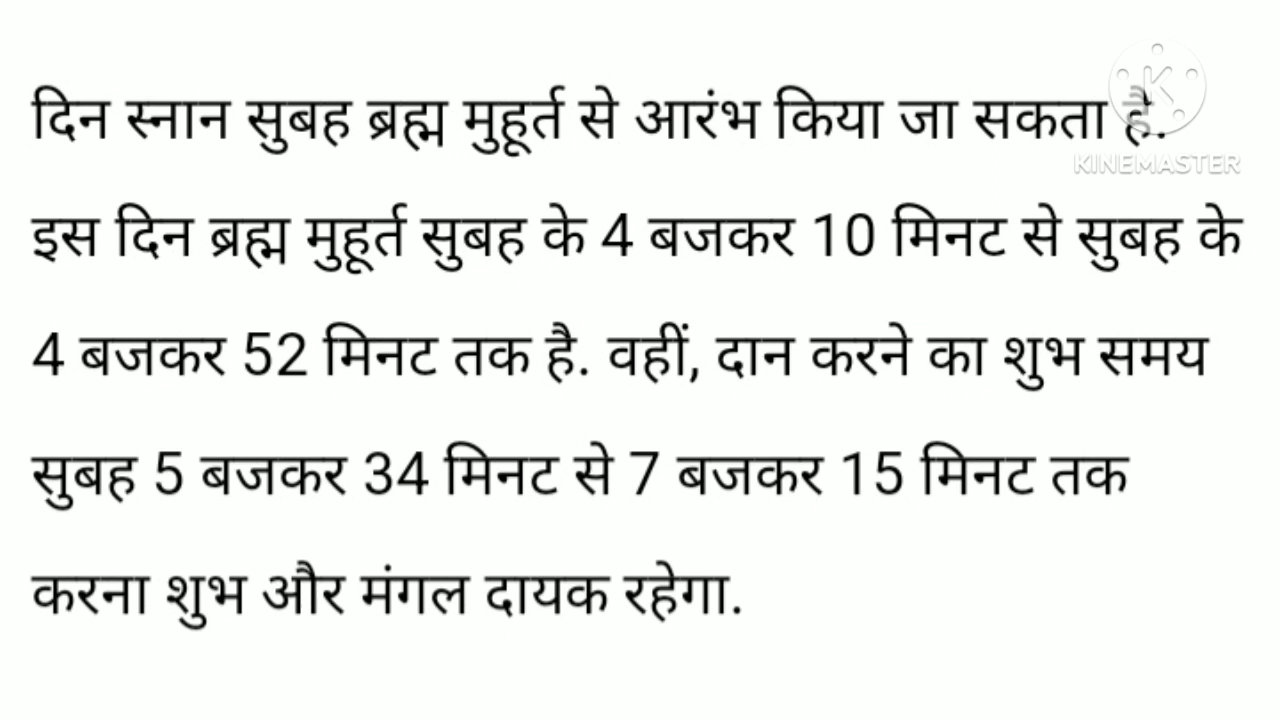 दिन स्नान सुबह ब्रह्म मुहूर्त से आरंभ किया जा सकता है.
KINEMASTER
इस दिन ब्रह्म मुहूर्त सुबह के 4 बजकर 10 मिनट से सुबह के
4 बजकर 52 मिनट तक है. वहीं, दान करने का शुभ समय
सुबह 5 बजकर 34 मिनट से 7 बजकर 15 मिनट तक
करना शुभ और मंगल दायक रहेगा.